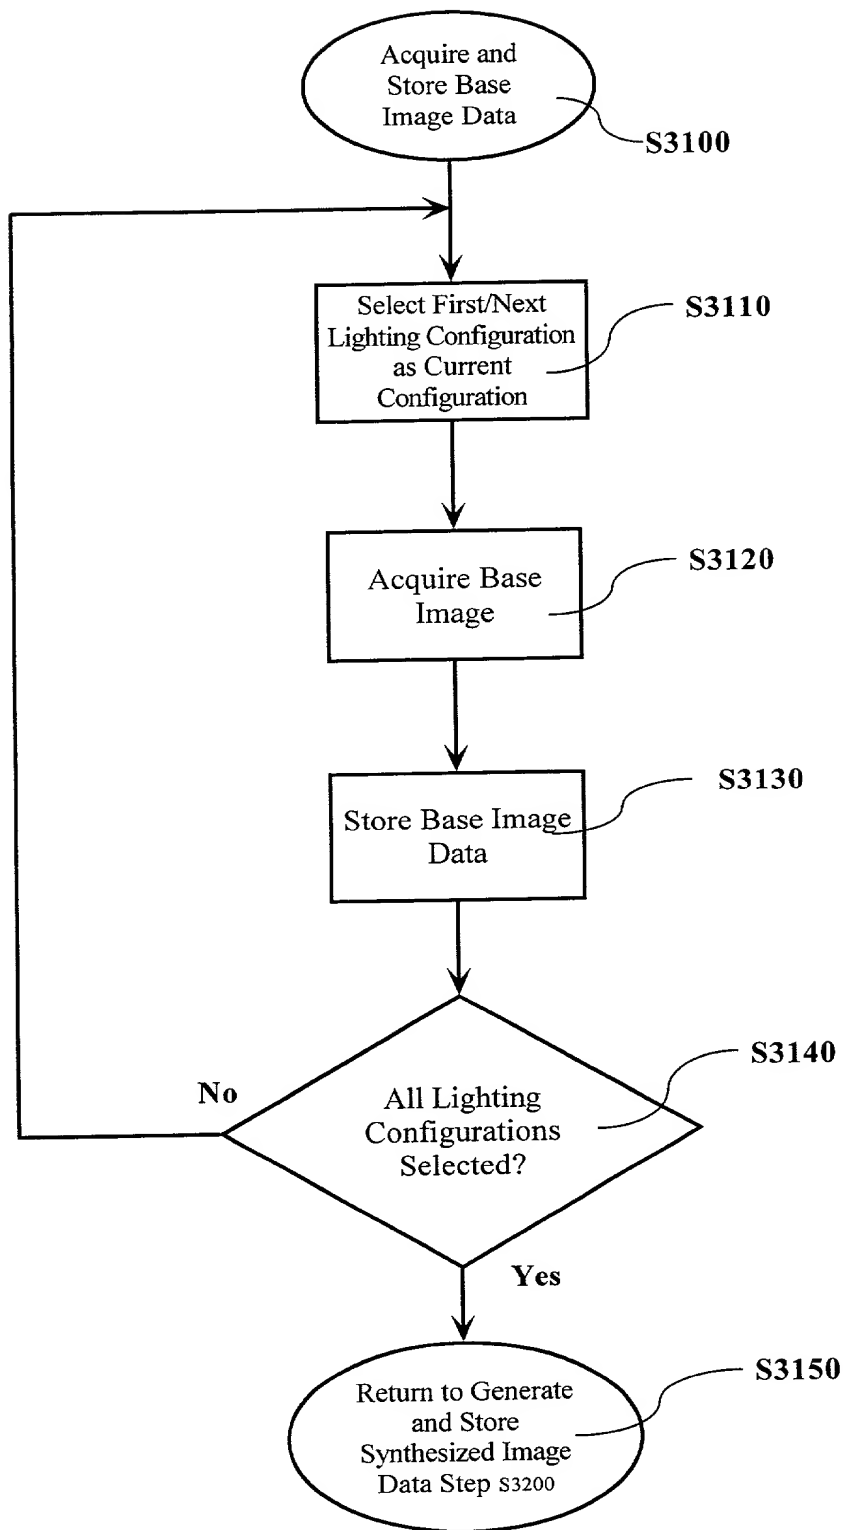 Acquire and
Store Base
Image Data
S3100
Select First/Next
Lighting Configuration
as Current
Configuration
S3110
Acquire Base
Image
S3120
Store Base Image
Data
S3130
All Lighting
Configurations
Selected?
S3140
No
Yes
Return to Generate
and Store
Synthesized Image
Data Step S3200
S3150